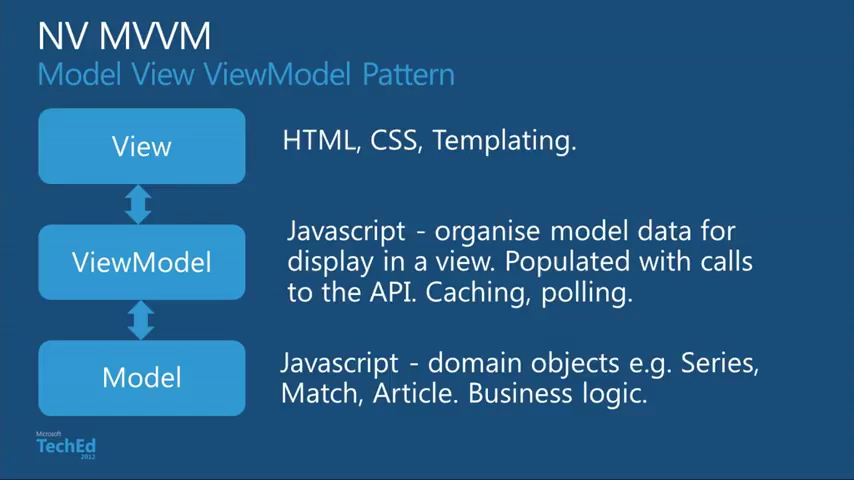 NV MVVM
Model View ViewModel Pattern
View
HTML, CSS, Templating.
ViewModel
Javascript - organise model data for
display in a view. Populated with calls
to the API. Caching, polling.
Model
Javascript - domain objects e.g. Series,
Match, Article. Business logic.
Microsoft
TechEd
2012